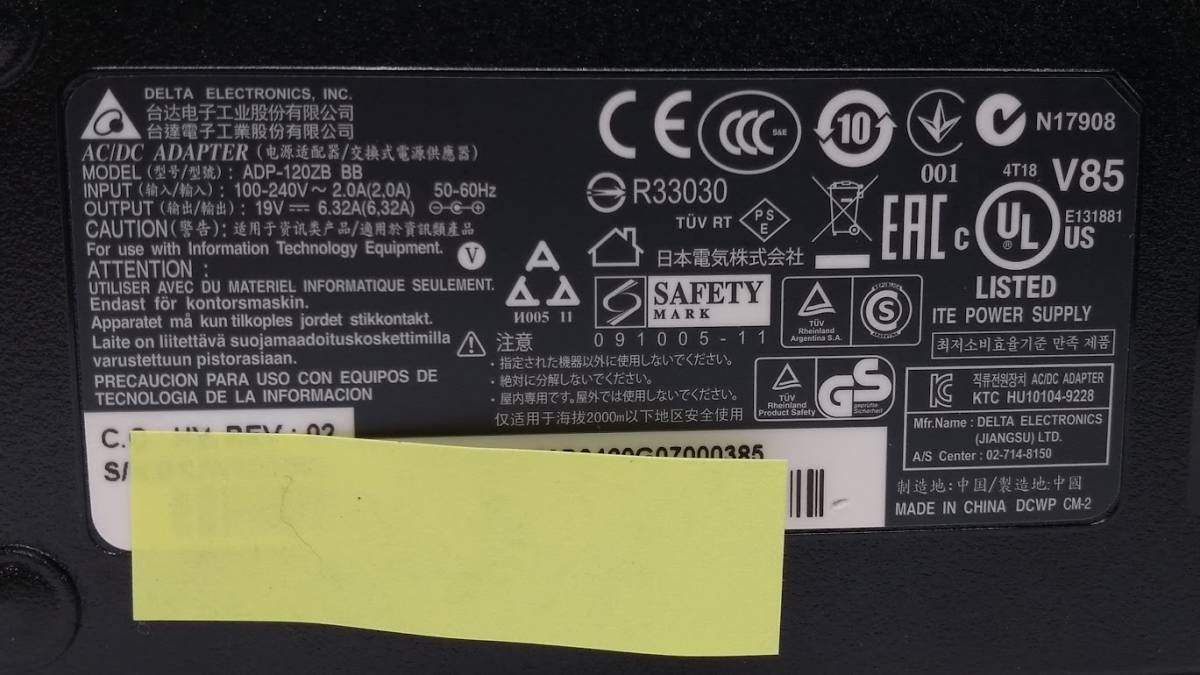 DELTA ELECTRONICS, INC.
台达电子工业股份有限公司
台達電子工業股份有限公司
AC/DC ADAPTER (电源适配器/交換式電源供應器)
MODEL (型号/型號) : ADP-120ZB BB
INPUT (输入/輸入) : 100-240V～ 2.0A(2,0A) 50-60Hz
OUTPUT (输出/輸出) : 19V⎓ 6.32A(6,32A)
CAUTION (警告) : 适用于资讯类产品/適用於資訊類產品
For use with Information Technology Equipment. V
ATTENTION :
UTILISER AVEC DU MATERIEL INFORMATIQUE SEULEMENT.
Endast för kontorsmaskin.
Apparatet må kun tilkoples jordet stikkontakt.
Laite on liitettävä suojamaadoituskoskettimilla
varustettuun pistorasiaan.
PRECAUCION PARA USO CON EQUIPOS DE
TECNOLOGIA DE LA INFORMACION
И005 11
注意
・指定された機器以外に使用しないでください。
・絶対に分解しないでください。
・屋内専用です。屋外では使用しないでください。
仅适用于海拔2000m以下地区安全使用
CE
CCC S&E
10
001
N17908
R33030
TÜV RT
PSE
日本電気株式会社
EAC
4T18
V85
c UL US
®
E131881
LISTED
ITE POWER SUPPLY
SAFETY
MARK
091005-11
TÜV
Rheinland
Argentina S.A.
S
ARGENTINA
TÜV
Rheinland
Product Safety
GS
geprüfte
Sicherheit
최저소비효율기준 만족 제품
직류전원장치 AC/DC ADAPTER
KTC HU10104-9228
Mfr.Name : DELTA ELECTRONICS
(JIANGSU) LTD.
A/S Center : 02-714-8150
制造地:中国/製造地:中國
MADE IN CHINA DCWP CM-2
REV : 02
S/
G07000385